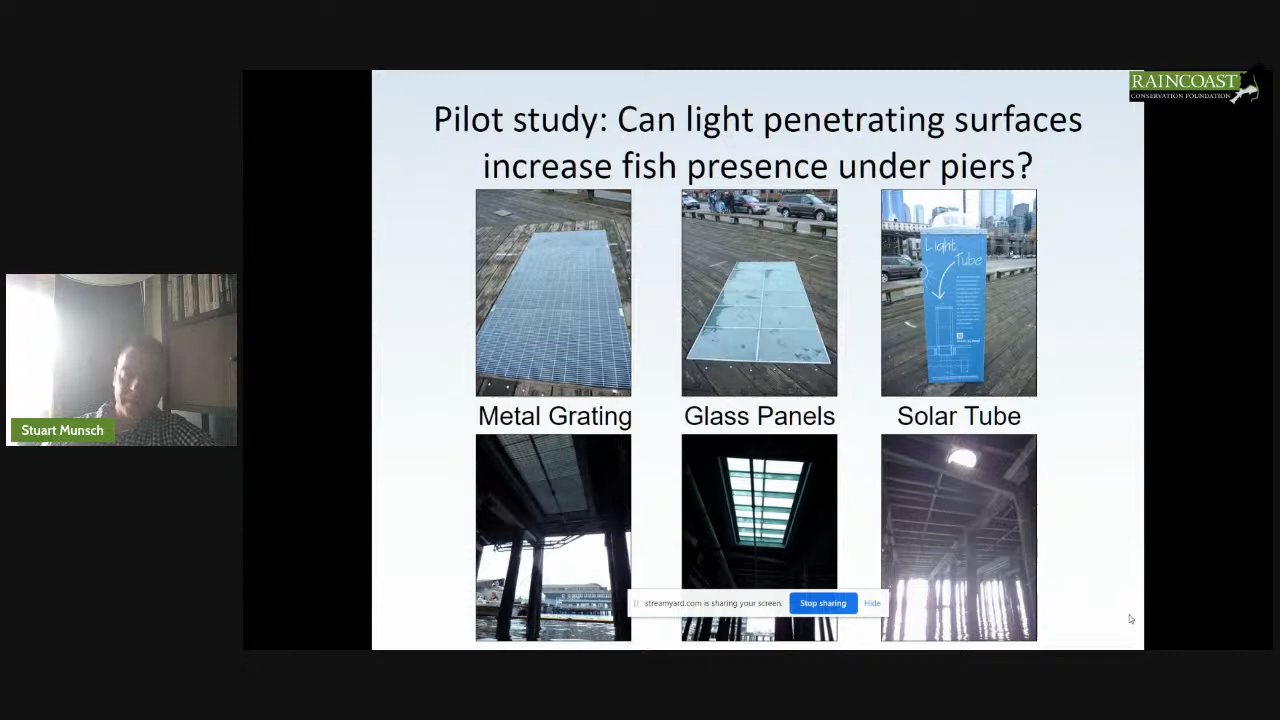 RAINCOAST
CONSERVATION FOUNDATION
Pilot study: Can light penetrating surfaces
increase fish presence under piers?
Light
Tube
Metal Grating
Glass Panels
Solar Tube
Stuart Munsch
streamyard.com is sharing your screen.
Stop sharing
Hide